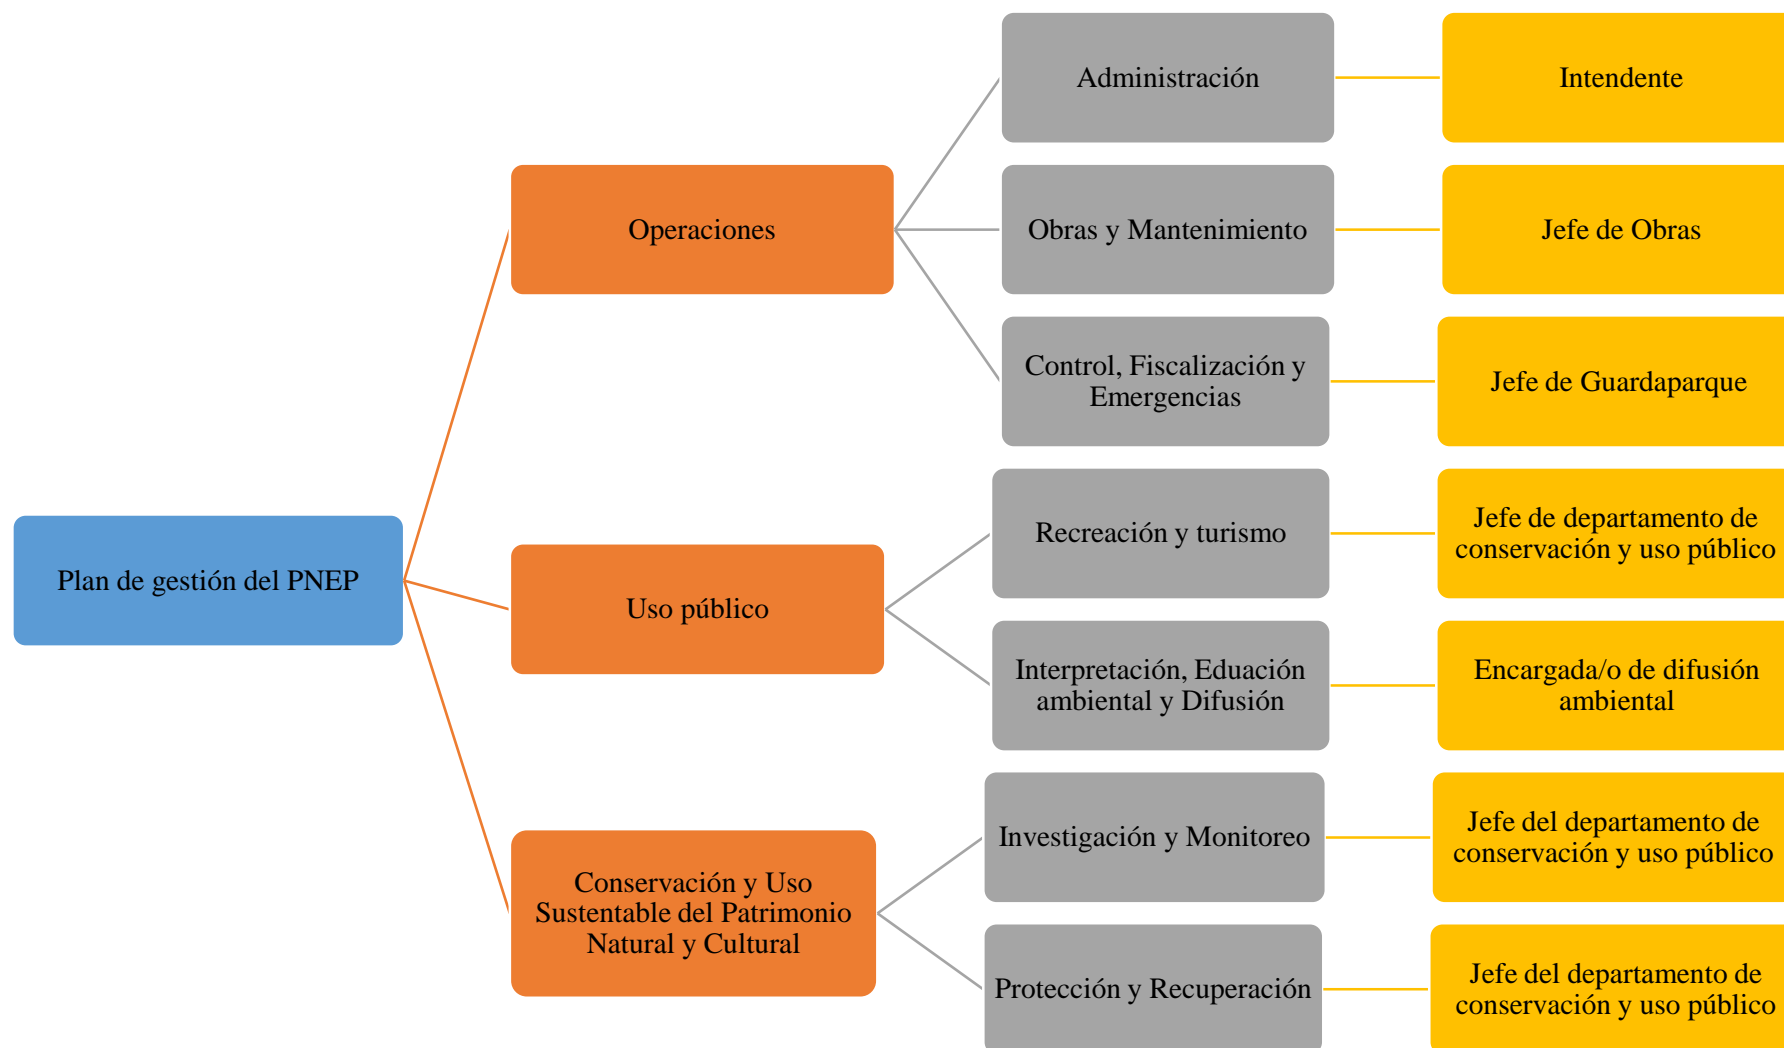 Plan de gestión del PNEP
Operaciones
Administración
Intendente
Obras y Mantenimiento
Jefe de Obras
Control, Fiscalización y
Emergencias
Jefe de Guardaparque
Uso público
Recreación y turismo
Jefe de departamento de
conservación y uso público
Interpretación, Eduación
ambiental y Difusión
Encargada/o de difusión
ambiental
Conservación y Uso
Sustentable del Patrimonio
Natural y Cultural
Investigación y Monitoreo
Jefe del departamento de
conservación y uso público
Protección y Recuperación
Jefe del departamento de
conservación y uso público